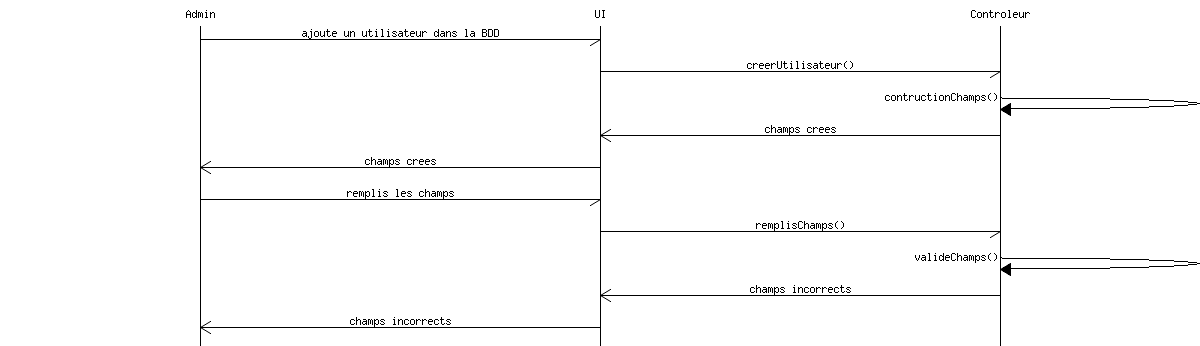 Admin UI Controleur
ajoute un utilisateur dans la BDD
creerUtilisateur()
contructionChamps()
champs crees
champs crees
remplis les champs
remplisChamps()
valideChamps()
champs incorrects
champs incorrects